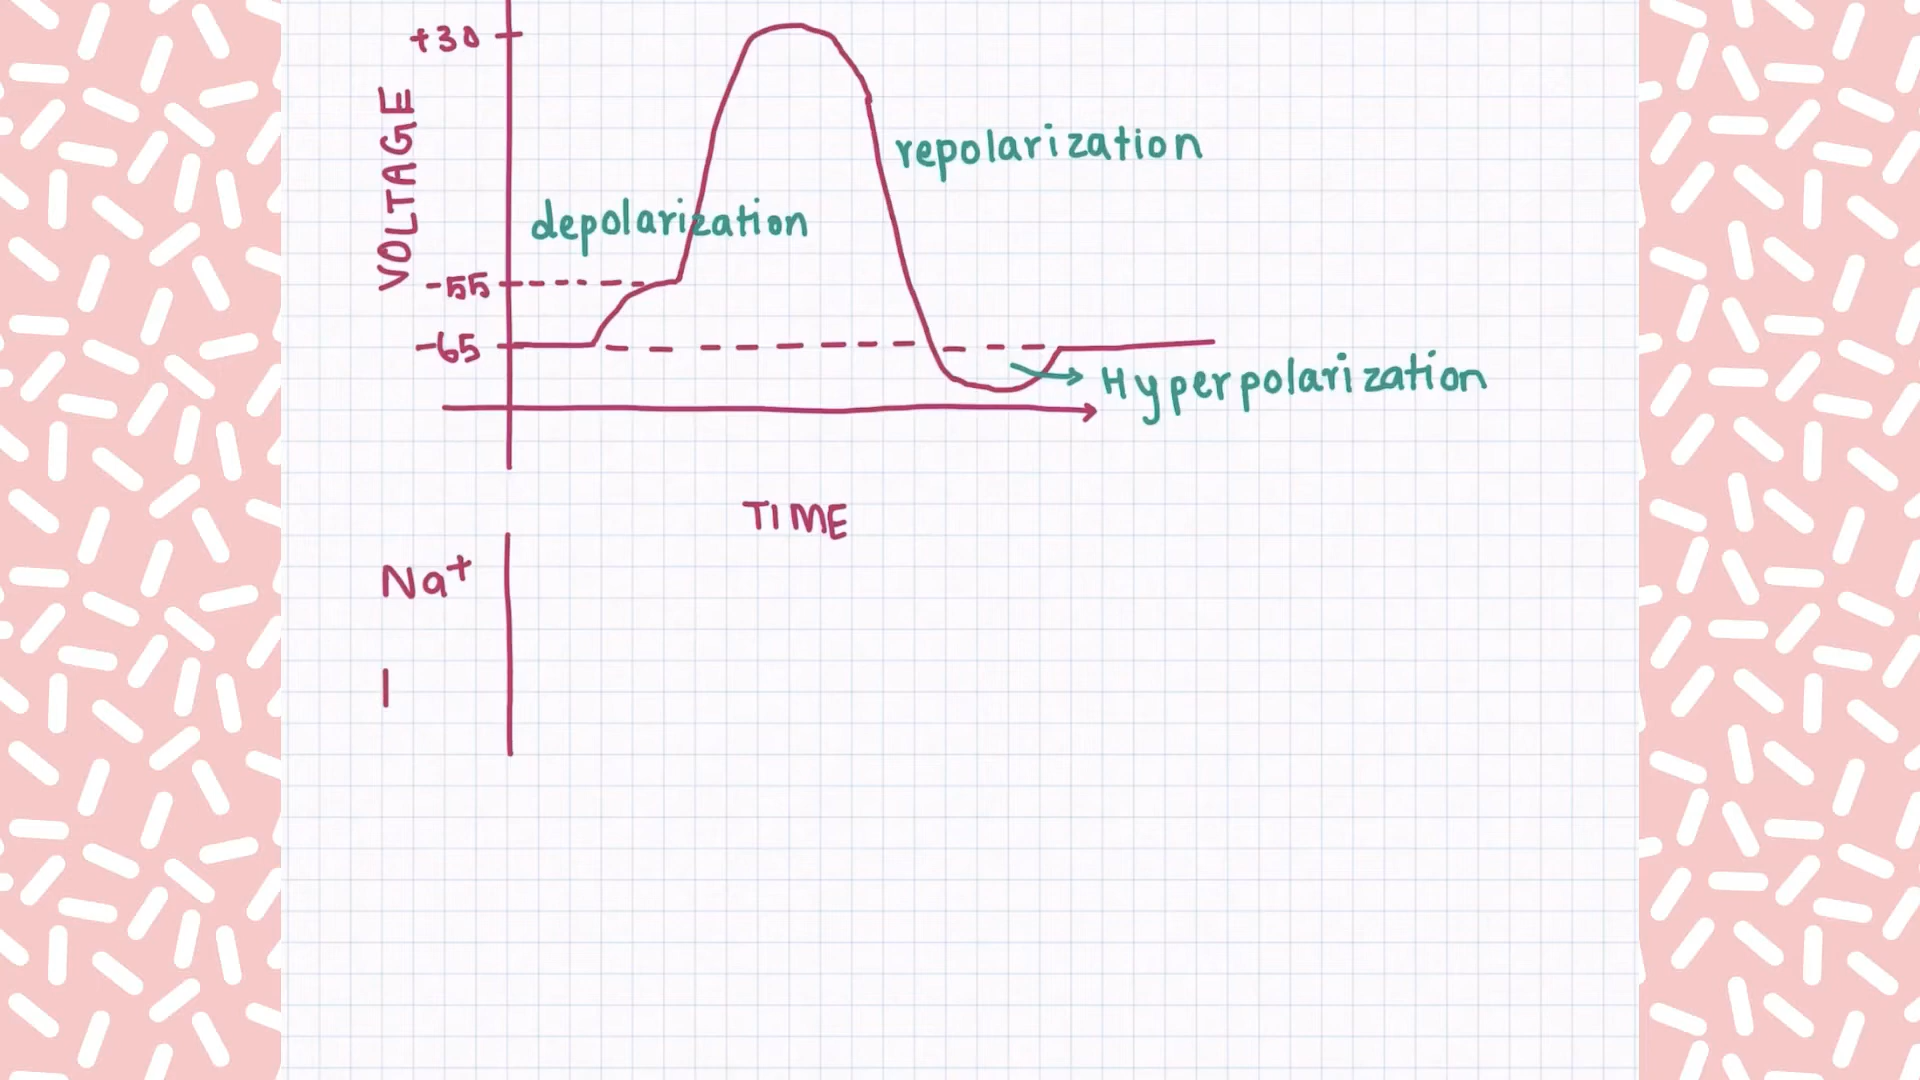 +30
VOLTAGE
repolarization
depolarization
-55
-65
Hyperpolarization
TIME
Na+